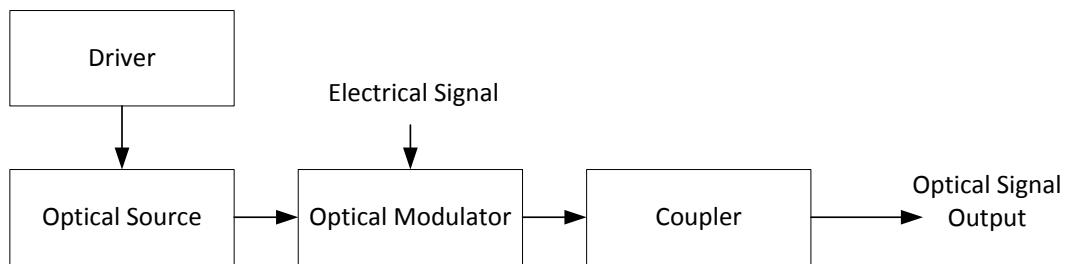 Driver
Electrical Signal
Optical Source
Optical Modulator
Coupler
Optical Signal
Output